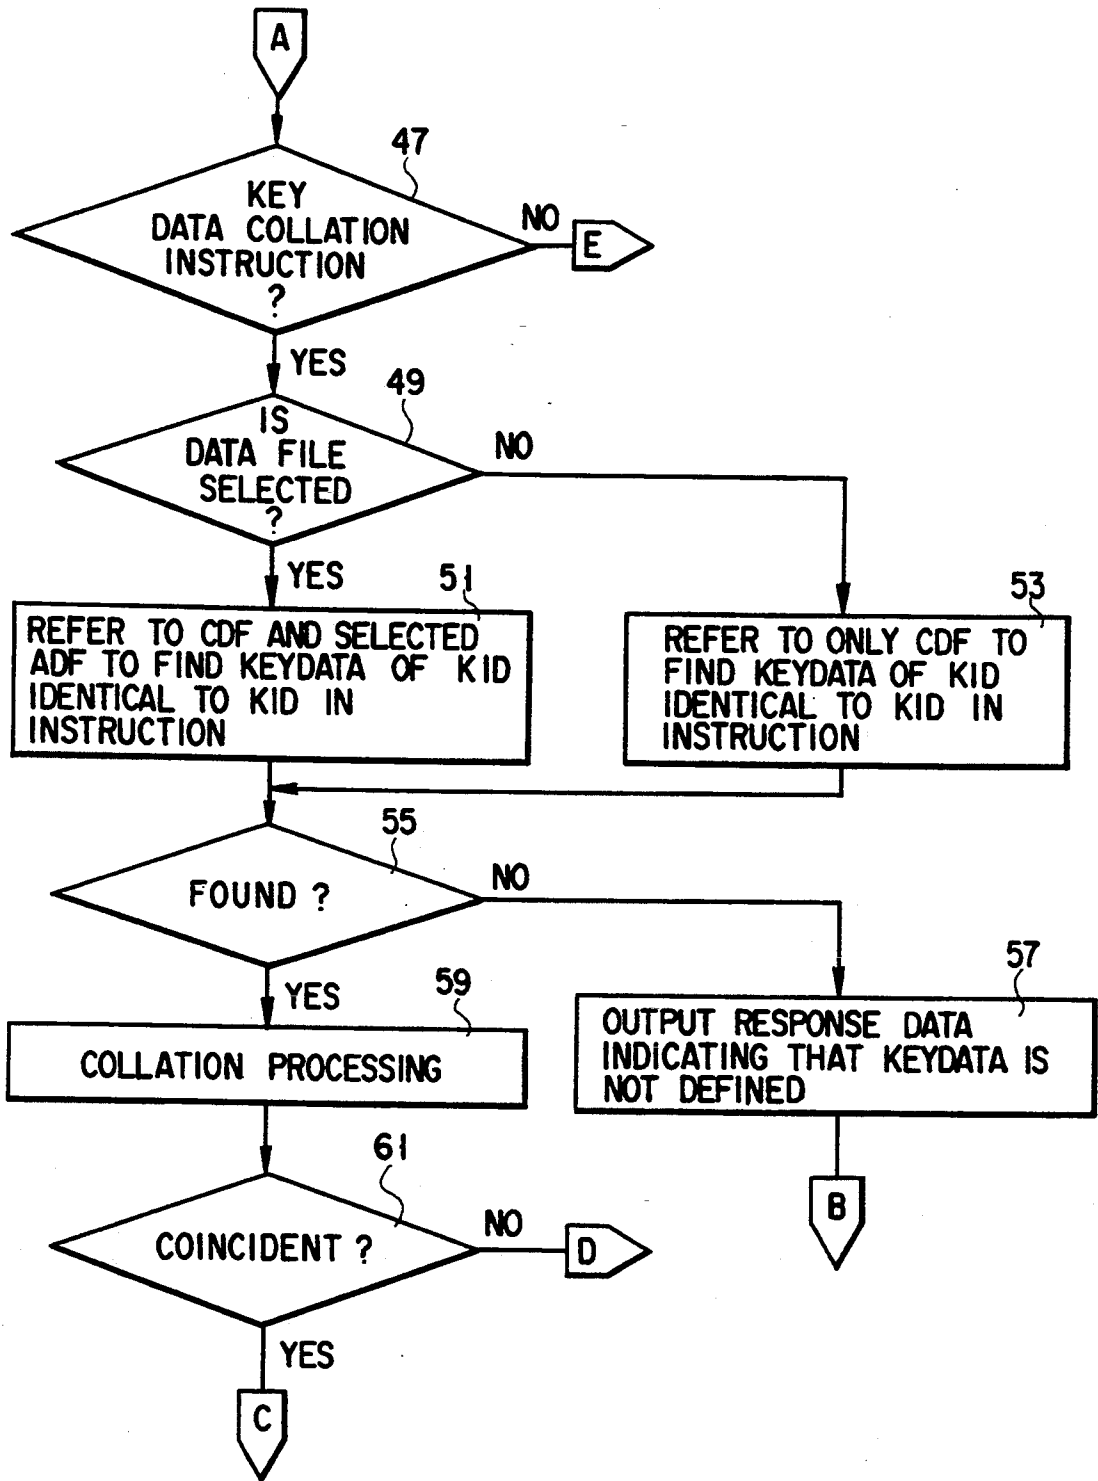 A
47
KEY
DATA COLLATION
INSTRUCTION
?
NO
E
YES
49
IS
DATA FILE
SELECTED
?
NO
YES
51
REFER TO CDF AND SELECTED
ADF TO FIND KEYDATA OF KID
IDENTICAL TO KID IN
INSTRUCTION
53
REFER TO ONLY CDF TO
FIND KEYDATA OF KID
IDENTICAL TO KID IN
INSTRUCTION
55
FOUND ?
NO
YES
57
OUTPUT RESPONSE DATA
INDICATING THAT KEYDATA IS
NOT DEFINED
B
59
COLLATION PROCESSING
61
COINCIDENT ?
NO
D
YES
C